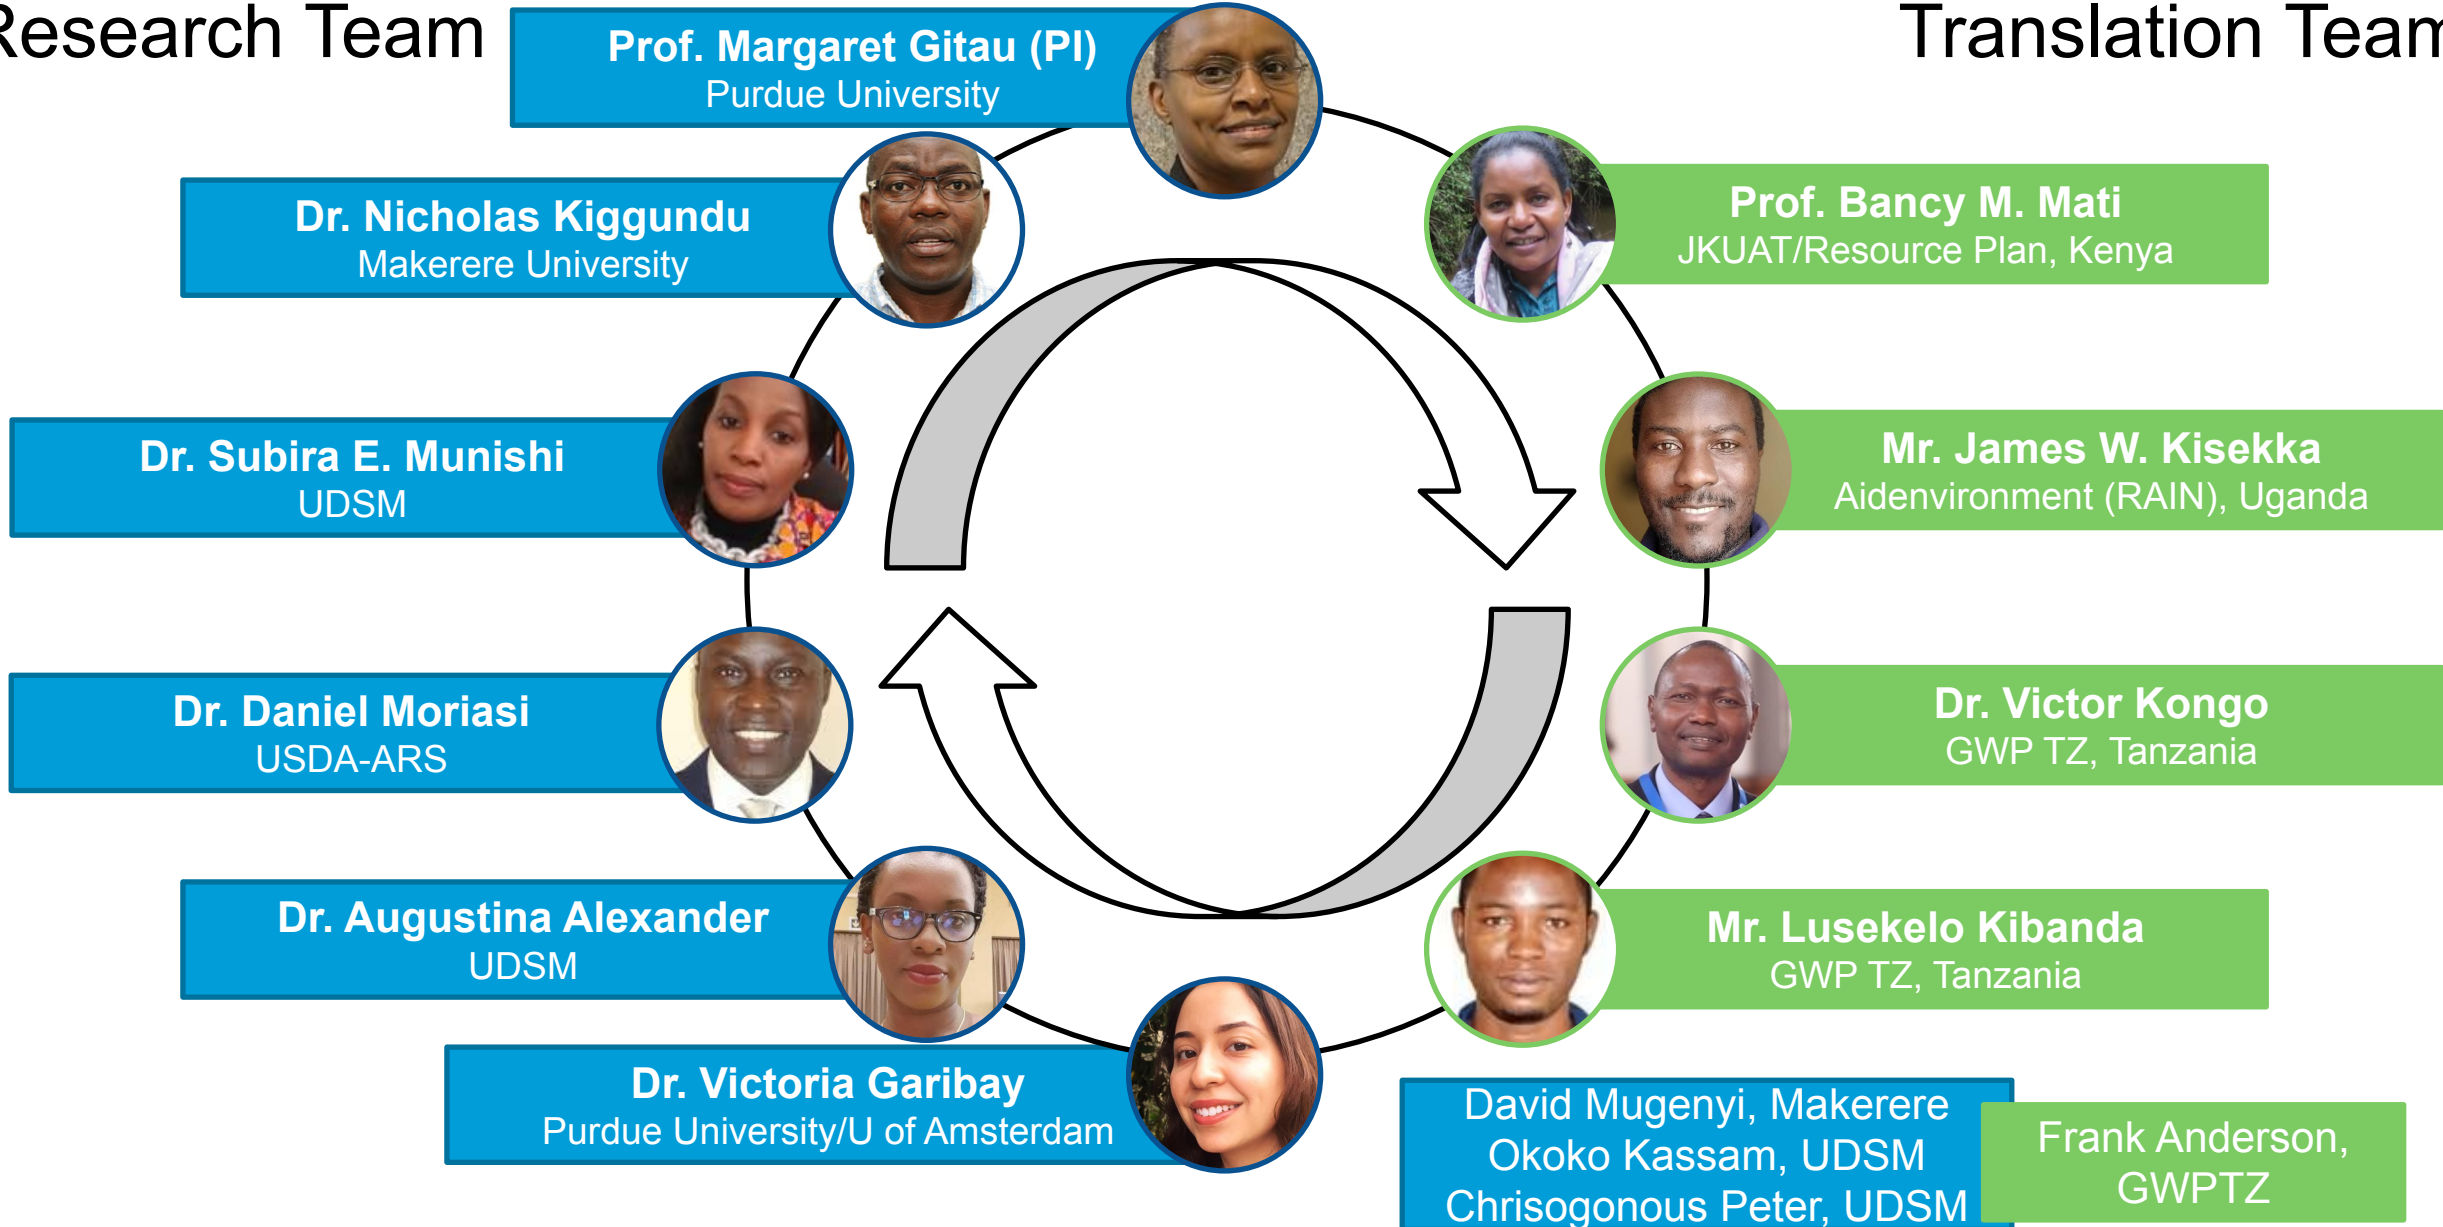 Research Team
Translation Team
Prof. Margaret Gitau (PI)
Purdue University
Dr. Nicholas Kiggundu
Makerere University
Prof. Bancy M. Mati
JKUAT/Resource Plan, Kenya
Dr. Subira E. Munishi
UDSM
Mr. James W. Kisekka
Aidenvironment (RAIN), Uganda
Dr. Daniel Moriasi
USDA-ARS
Dr. Victor Kongo
GWP TZ, Tanzania
Dr. Augustina Alexander
UDSM
Mr. Lusekelo Kibanda
GWP TZ, Tanzania
Dr. Victoria Garibay
Purdue University/U of Amsterdam
David Mugenyi, Makerere
Okoko Kassam, UDSM
Chrisogonous Peter, UDSM
Frank Anderson,
GWPTZ